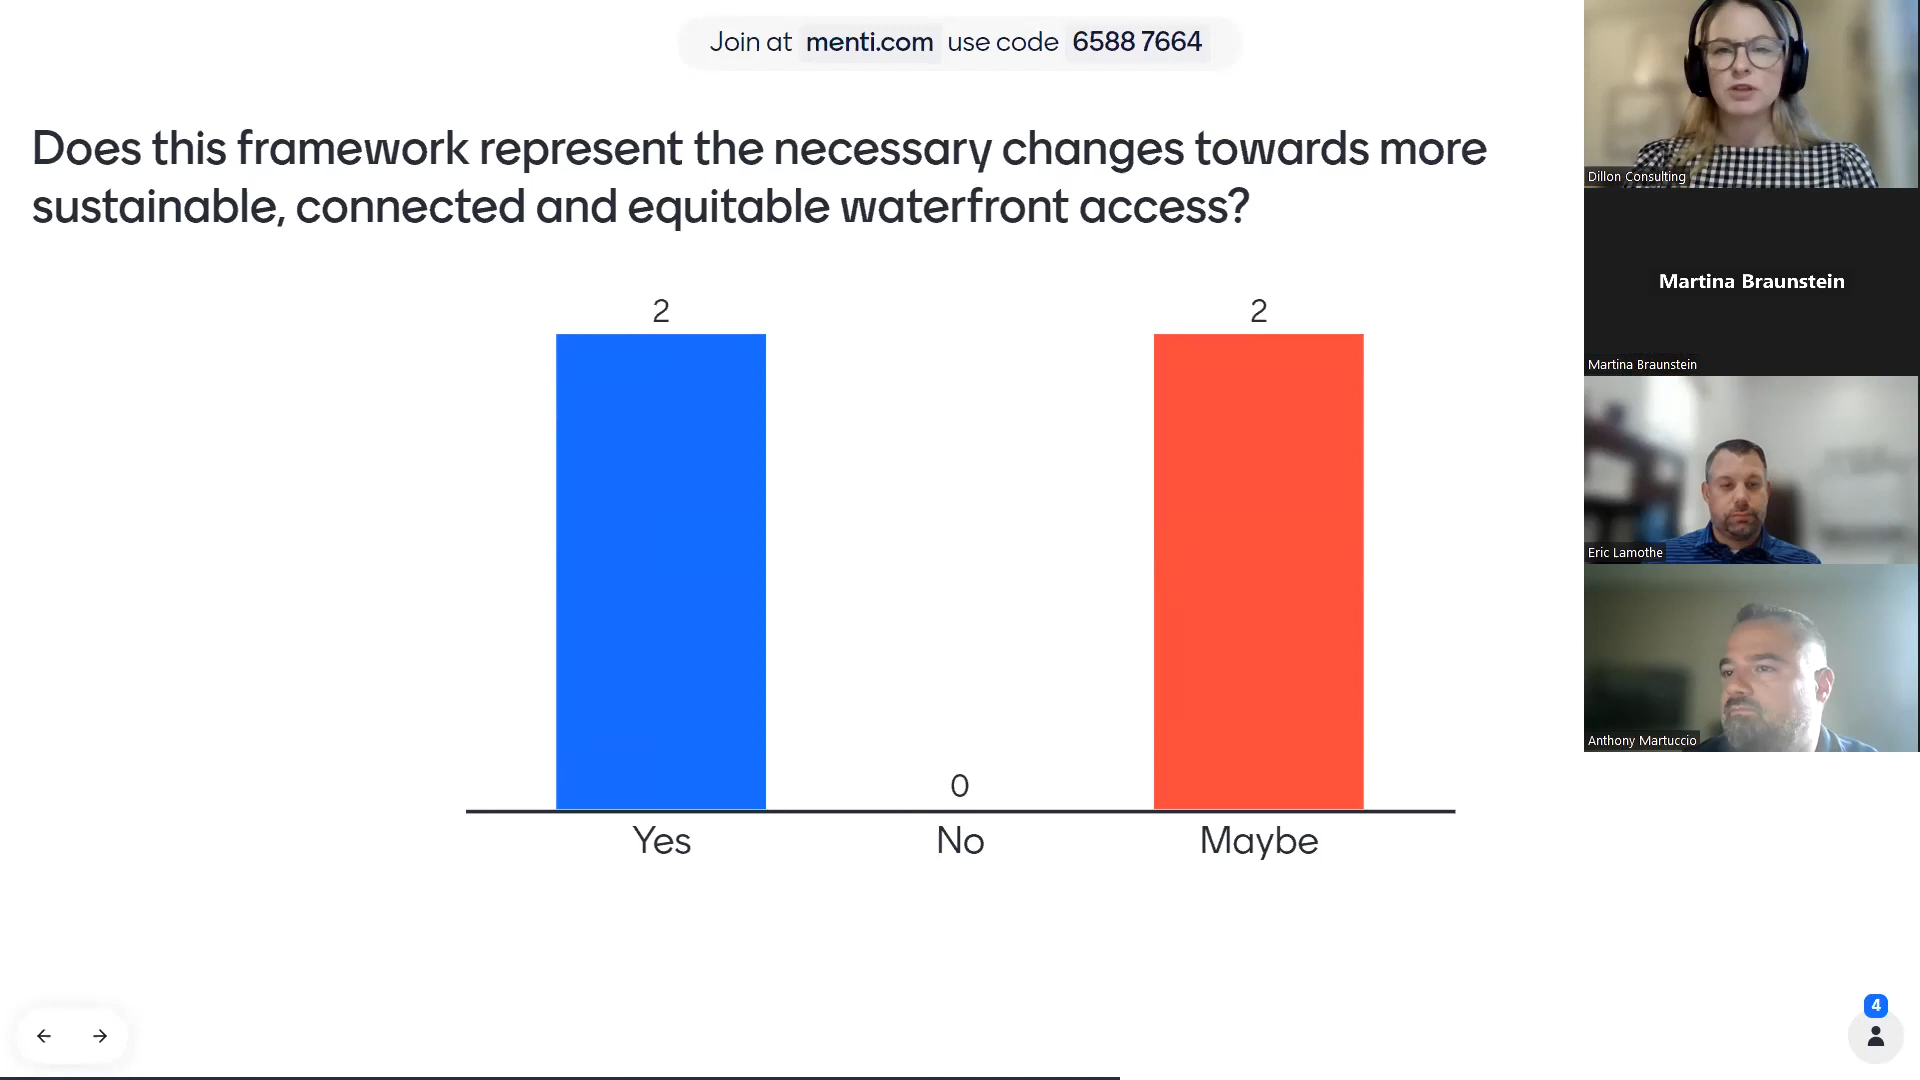 Join at menti.com use code 6588 7664
Does this framework represent the necessary changes towards more
sustainable, connected and equitable waterfront access?
2
2
0
Yes
No
Maybe
Dillon Consulting
Martina Braunstein
Martina Braunstein
Eric Lamothe
Anthony Martuccio
4